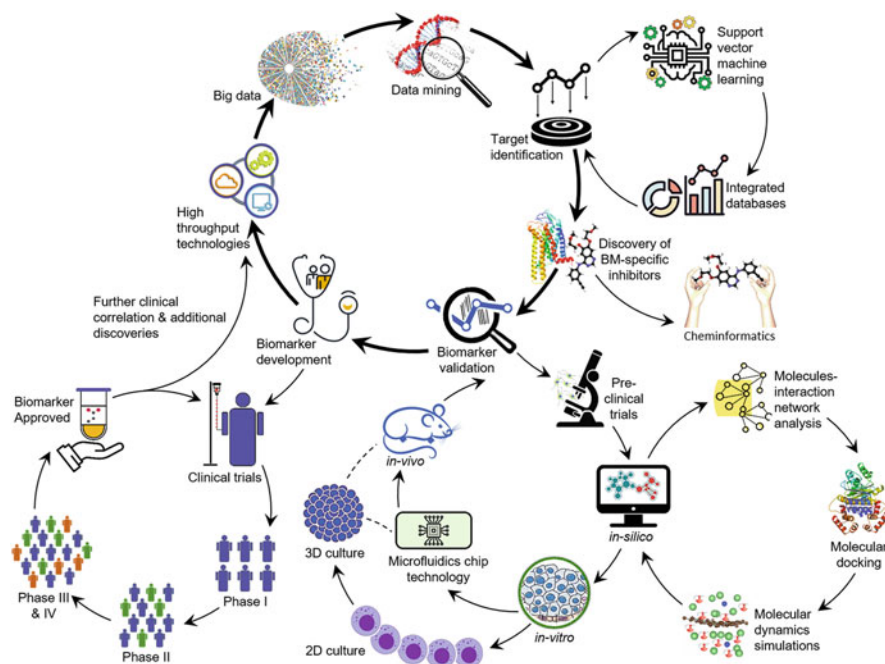 Support
vector
machine
learning
Big data
Data mining
Target
identification
Integrated
databases
High
throughput
technologies
Discovery of
BM-specific
inhibitors
Cheminformatics
Further clinical
correlation & additional
discoveries
Biomarker
development
Biomarker
validation
Pre-
clinical
trials
Molecules-
interaction
network
analysis
Biomarker
Approved
Clinical trials
in-vivo
in-silico
3D culture
Microfluidics chip
technology
Molecular
docking
Phase III
& IV
Phase I
Phase II
2D culture
in-vitro
Molecular
dynamics
simulations